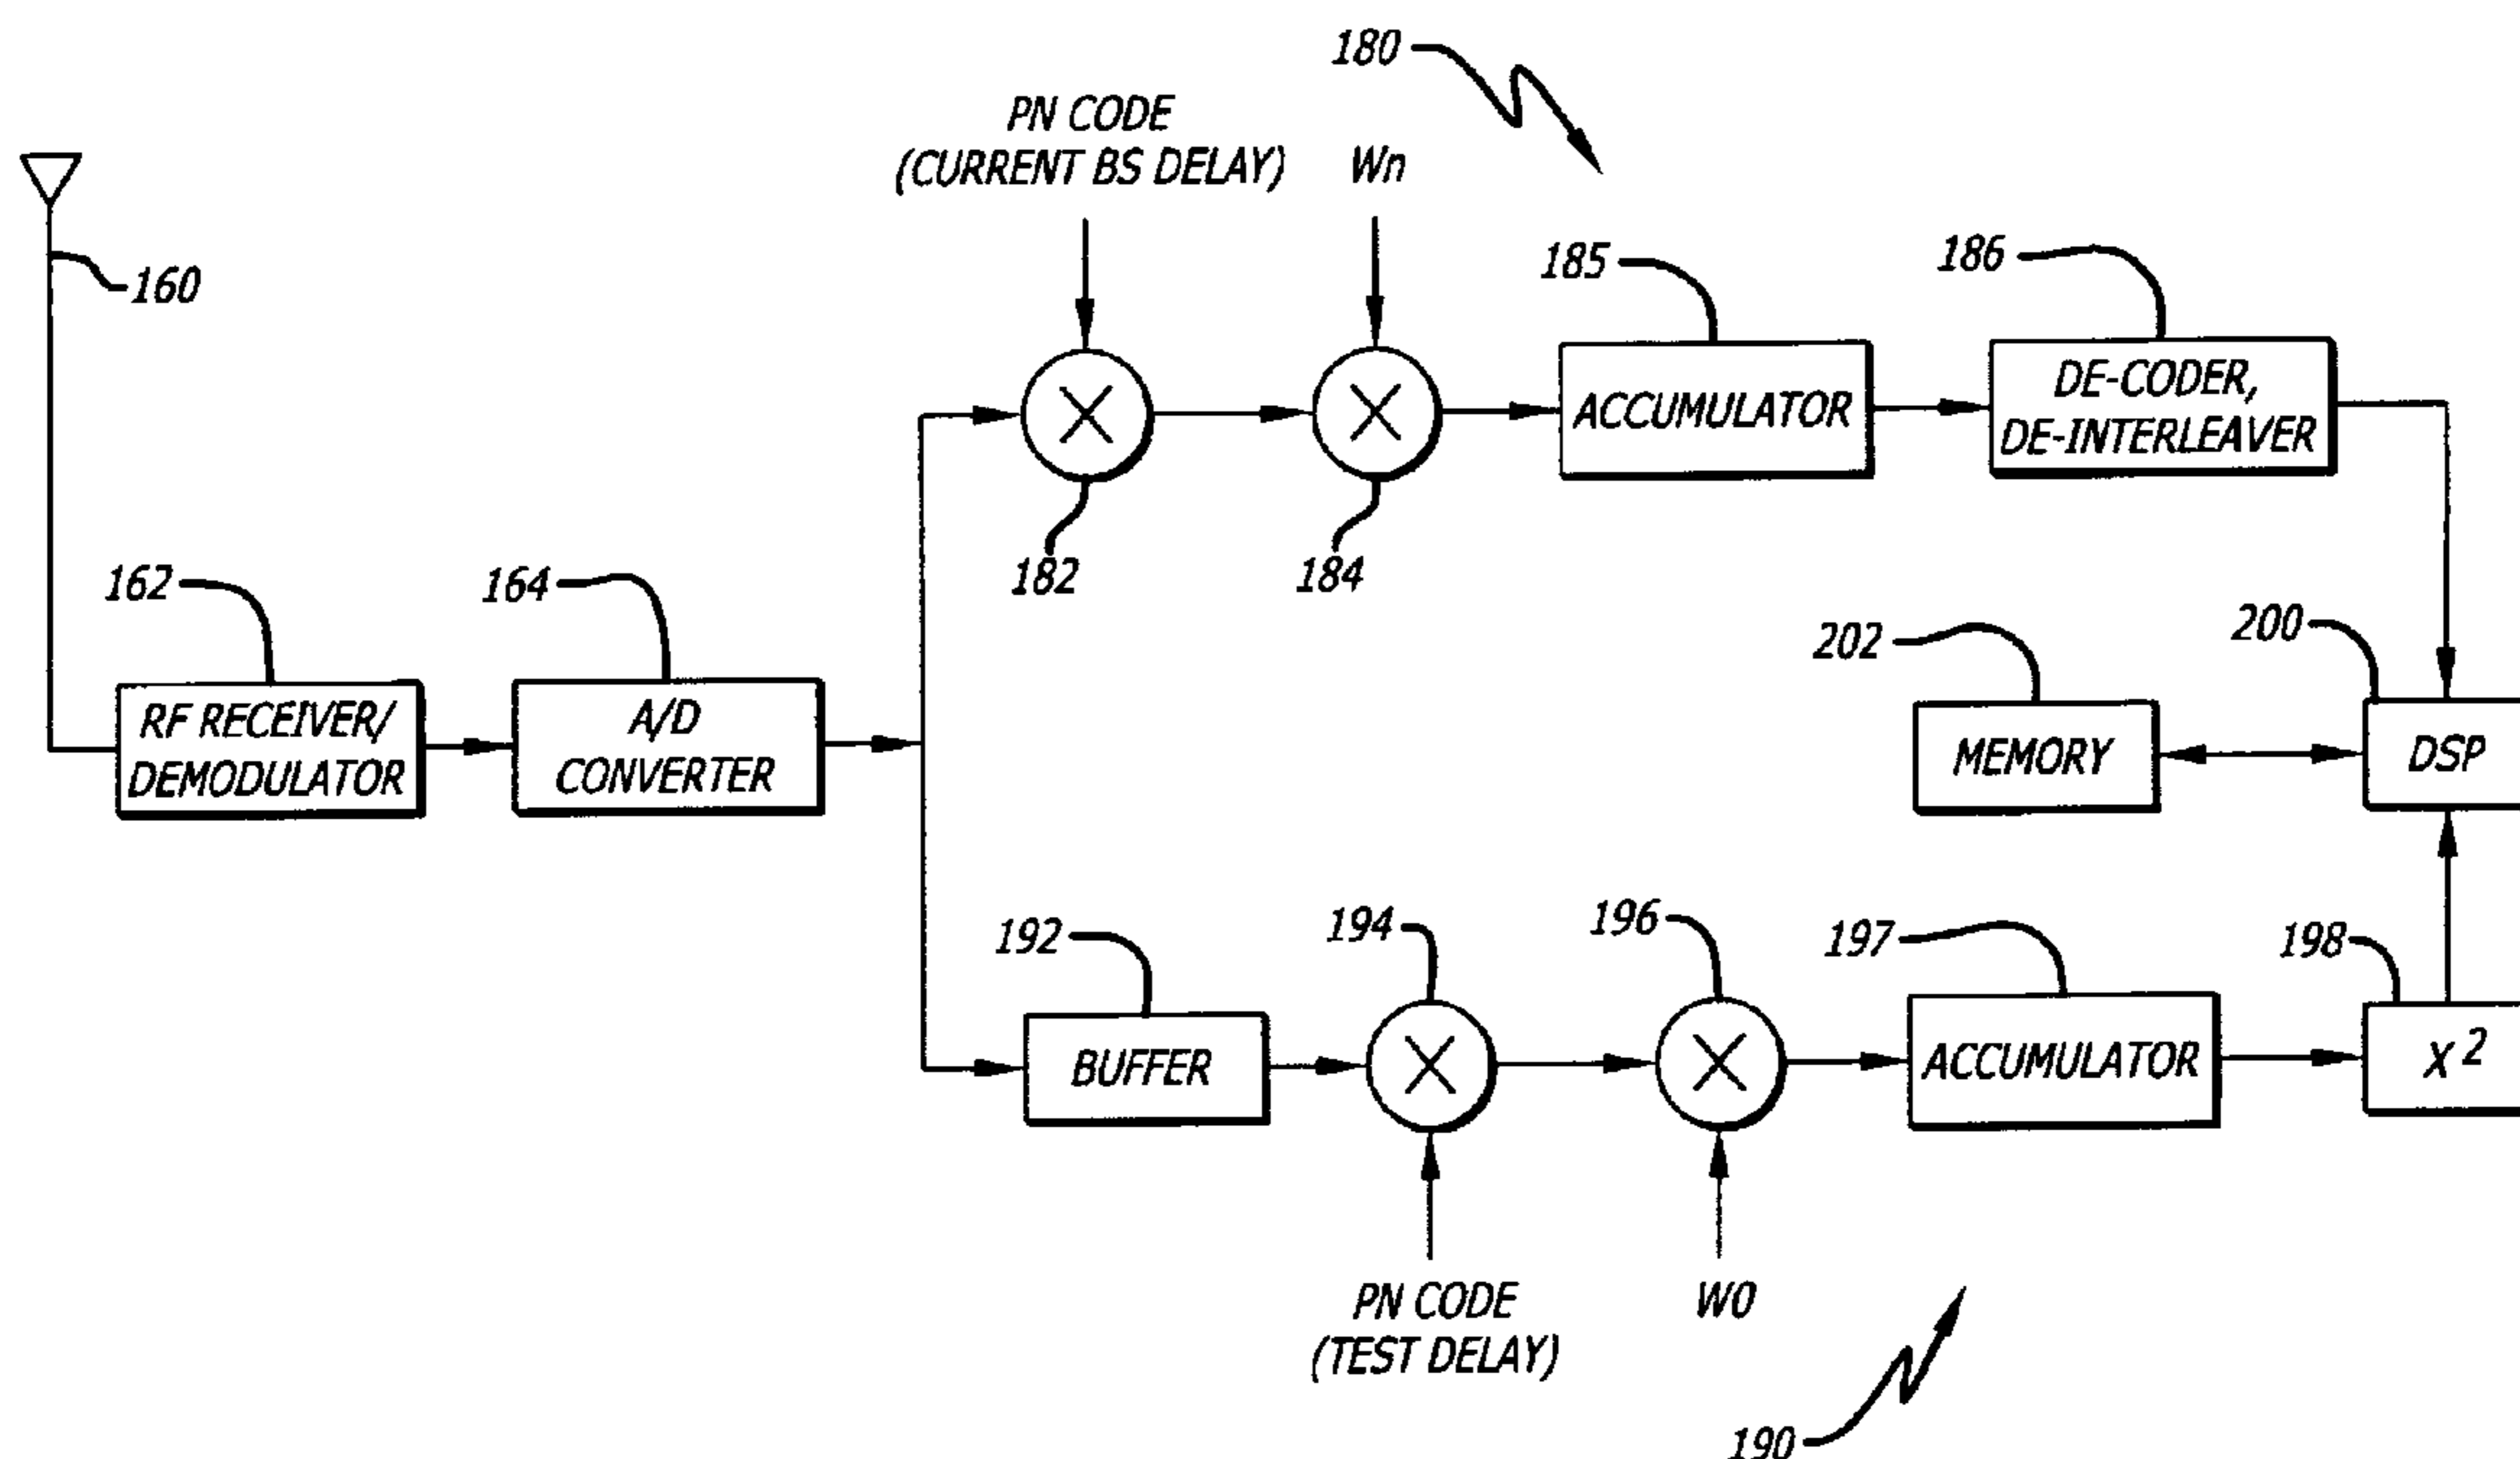 180
PN CODE
(CURRENT BS DELAY)
Wn
160
185
186
ACCUMULATOR
DE-CODER,
DE-INTERLEAVER
182
184
162
164
202
200
RF RECEIVER/
DEMODULATOR
A/D
CONVERTER
MEMORY
DSP
192
194
196
197
198
BUFFER
ACCUMULATOR
X2
PN CODE
(TEST DELAY)
W0
190